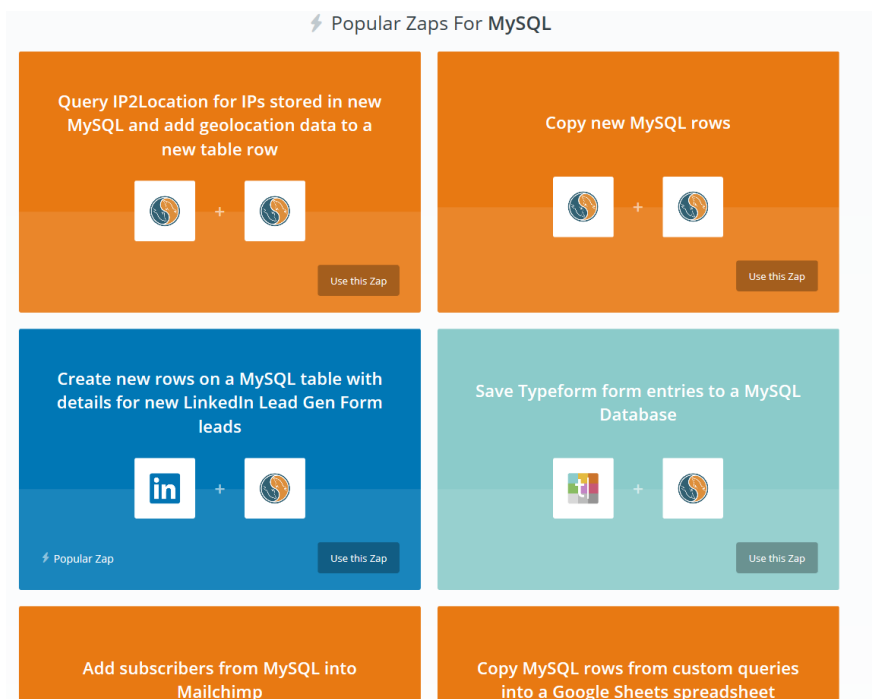 Popular Zaps For MySQL
Query IP2Location for IPs stored in new
MySQL and add geolocation data to a
new table row
+
Use this Zap
Copy new MySQL rows
+
Use this Zap
Create new rows on a MySQL table with
details for new LinkedIn Lead Gen Form
leads
in
+
Popular Zap
Use this Zap
Save Typeform form entries to a MySQL
Database
t
+
Use this Zap
Add subscribers from MySQL into
Mailchimp
Copy MySQL rows from custom queries
into a Google Sheets spreadsheet